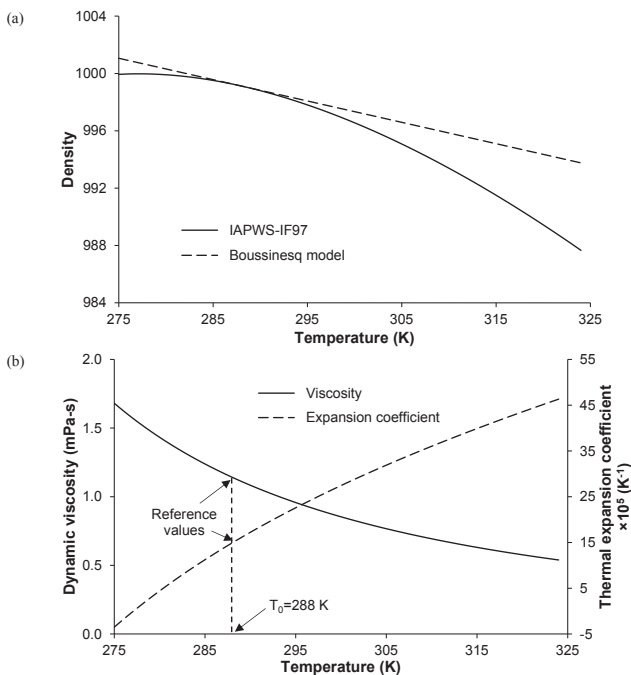 (a)
1004
1000
996
992
988
984
Density
IAPWS-IF97
Boussinesq model
275 285 295 305 315 325
Temperature (K)
(b)
2.0
1.5
1.0
0.5
0.0
Dynamic viscosity (mPa-s)
Viscosity
Expansion coefficient
Reference
values
T₀=288 K
55
45
35
25
15
5
-5
Thermal expansion coefficient
×10⁵ (K⁻¹)
275 285 295 305 315 325
Temperature (K)